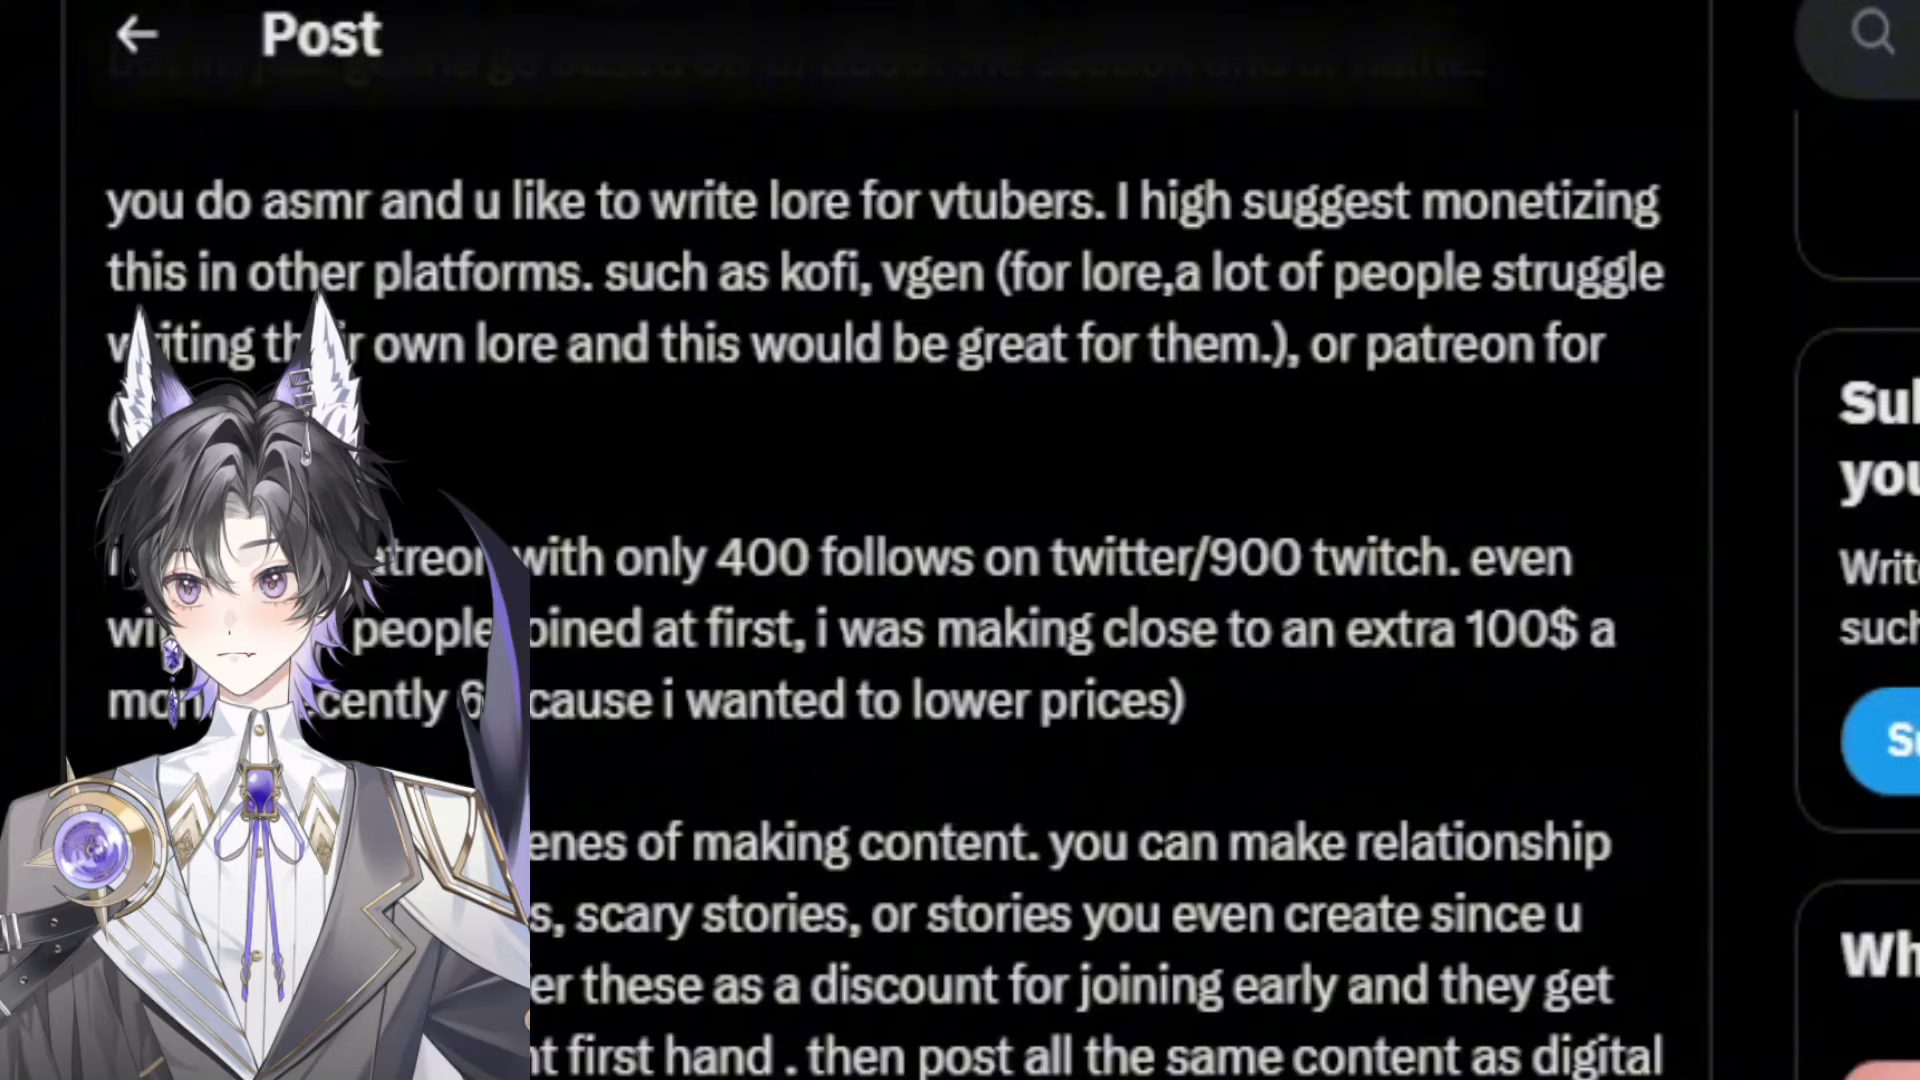 Post
you do asmr and u like to write lore for vtubers. I high suggest monetizing
this in other platforms. such as kofi, vgen (for lore,a lot of people struggle
writing their own lore and this would be great for them.), or patreon for
with only 400 follows on twitter/900 twitch. even
people joined at first, i was making close to an extra 100$ a
cause i wanted to lower prices)
enes of making content. you can make relationship
s, scary stories, or stories you even create since u
er these as a discount for joining early and they get
t first hand . then post all the same content as digital
Sul
you
Write
such
Su
Wh